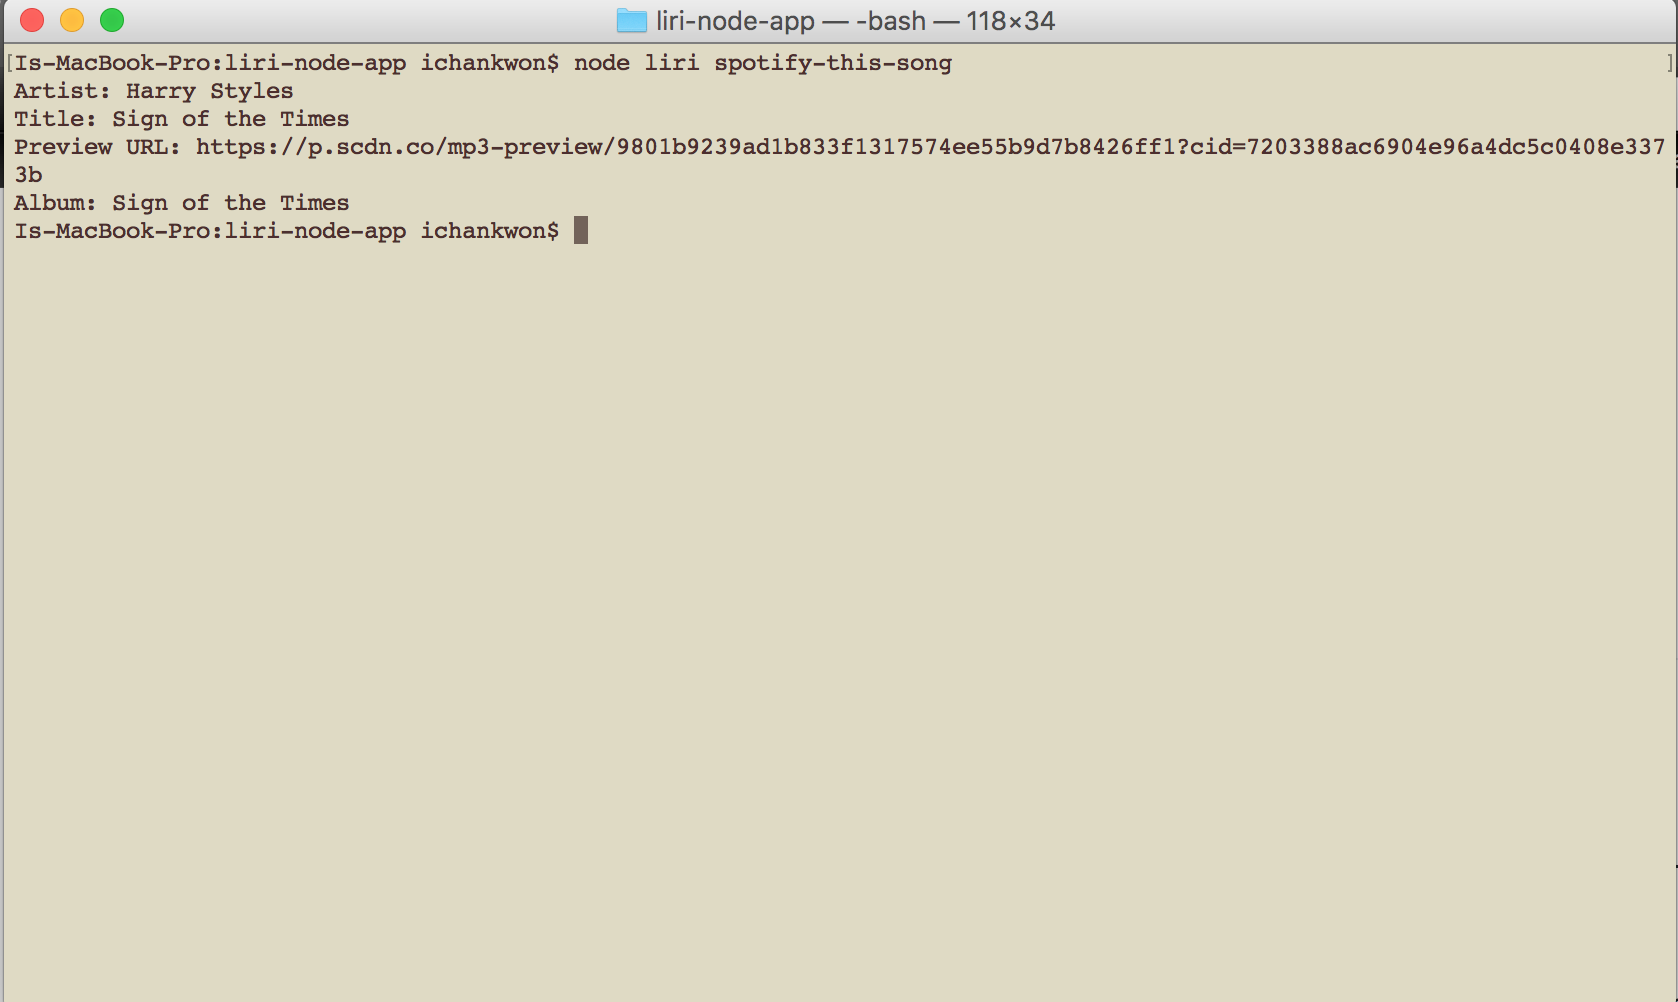 liri-node-app — -bash — 118×34
[Is-MacBook-Pro:liri-node-app ichankwon$ node liri spotify-this-song ]
Artist: Harry Styles
Title: Sign of the Times
Preview URL: https://p.scdn.co/mp3-preview/9801b9239ad1b833f1317574ee55b9d7b8426ff1?cid=7203388ac6904e96a4dc5c0408e337
3b
Album: Sign of the Times
Is-MacBook-Pro:liri-node-app ichankwon$